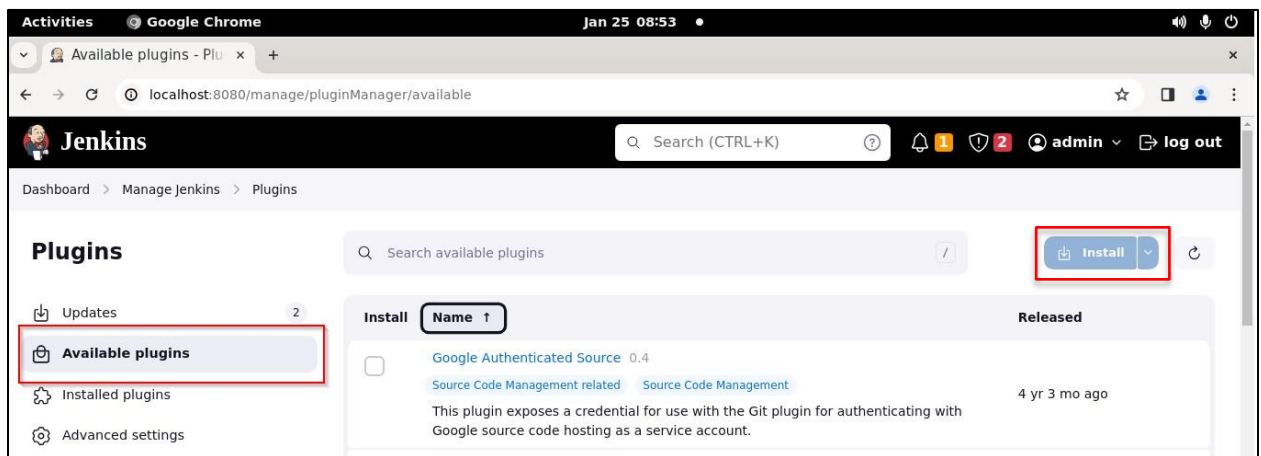 Activities Google Chrome Jan 25 08:53
Available plugins - Plu × +
localhost:8080/manage/pluginManager/available
Jenkins Search (CTRL+K) ? 1 2 admin log out
Dashboard > Manage Jenkins > Plugins
Plugins Search available plugins / Install
Updates 2
Available plugins
Installed plugins
Advanced settings
Install Name ↑ Released
Google Authenticated Source 0.4
Source Code Management related Source Code Management
This plugin exposes a credential for use with the Git plugin for authenticating with
Google source code hosting as a service account.
4 yr 3 mo ago